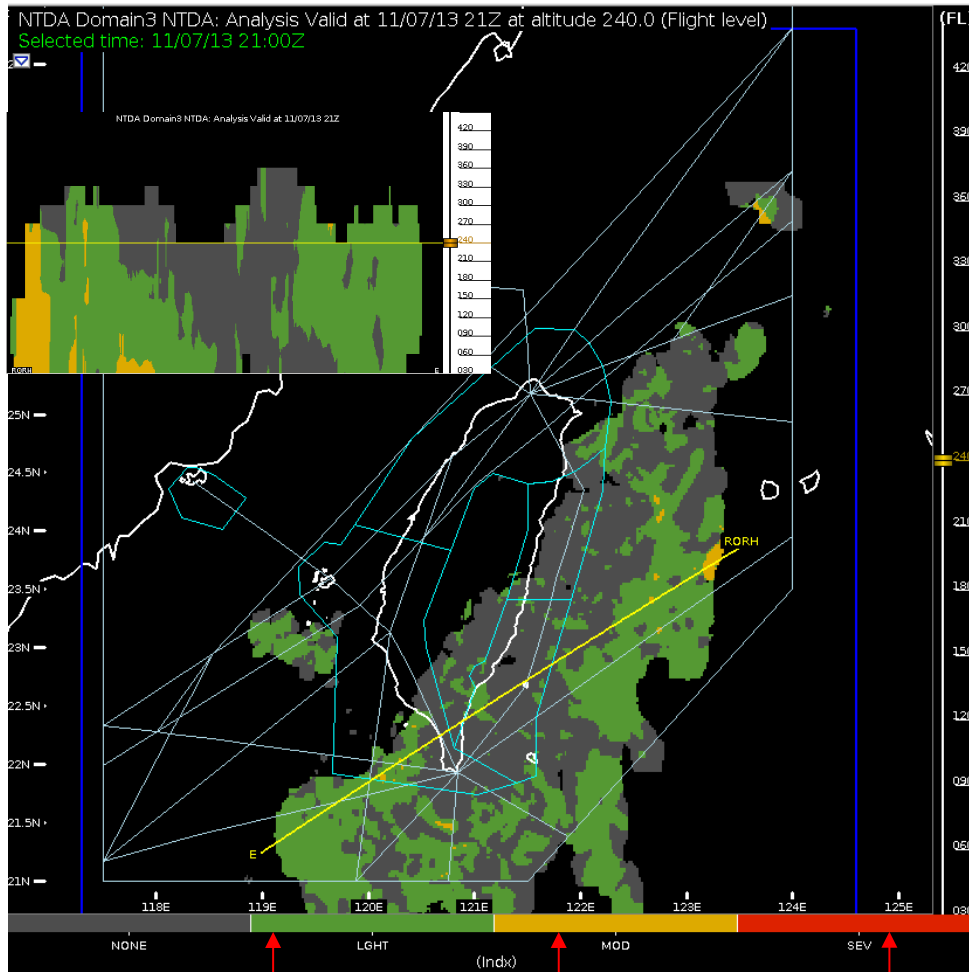 NTDA Domain3 NTDA: Analysis Valid at 11/07/13 21Z at altitude 240.0 (Flight level)
Selected time: 11/07/13 21:00Z
(FL
NTDA Domain3 NTDA: Analysis Valid at 11/07/13 21Z
420
390
360
330
300
270
240
210
180
150
120
090
060
030
RORH
E
420
390
360
330
300
270
240
210
180
150
120
090
060
030
25N
24.5N
24N
23.5N
23N
22.5N
22N
21.5N
21N
RORH
E
118E
119E
120E
121E
122E
123E
124E
125E
NONE
LGHT
MOD
SEV
(Indx)